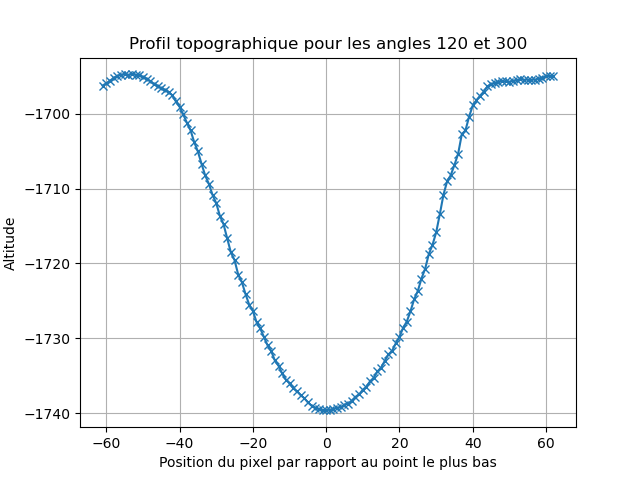 Profil topographique pour les angles 120 et 300
Altitude
−1700
−1710
−1720
−1730
−1740
−60 −40 −20 0 20 40 60
Position du pixel par rapport au point le plus bas